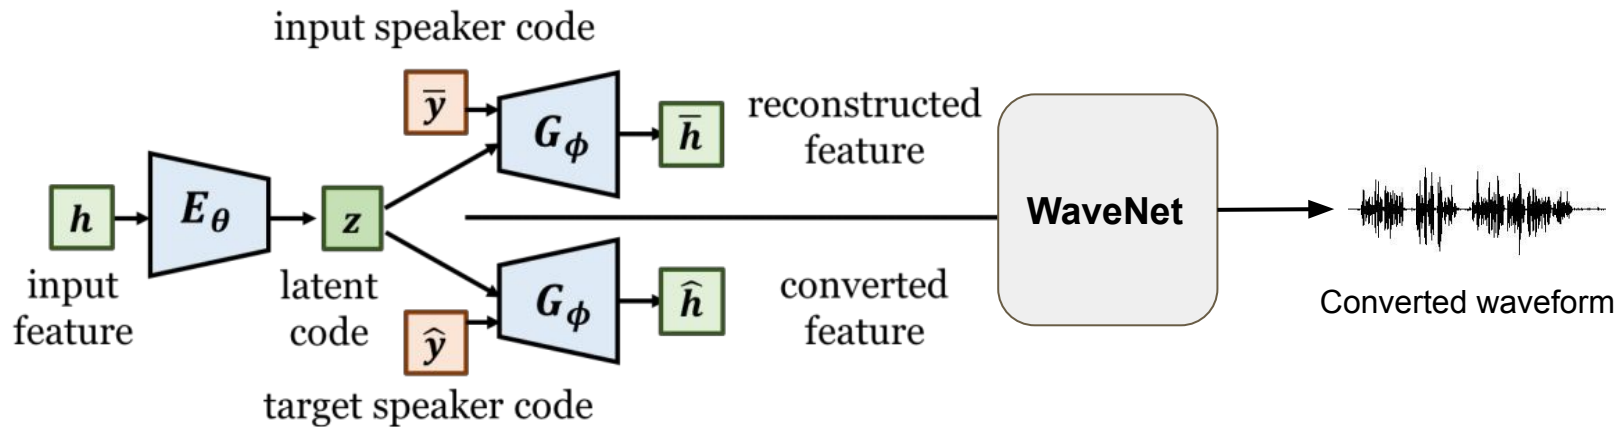 input speaker code
y̅
G_ϕ
h̅
reconstructed
feature
h
E_θ
z
WaveNet
input
feature
latent
code
ŷ
G_ϕ
ĥ
converted
feature
Converted waveform
target speaker code